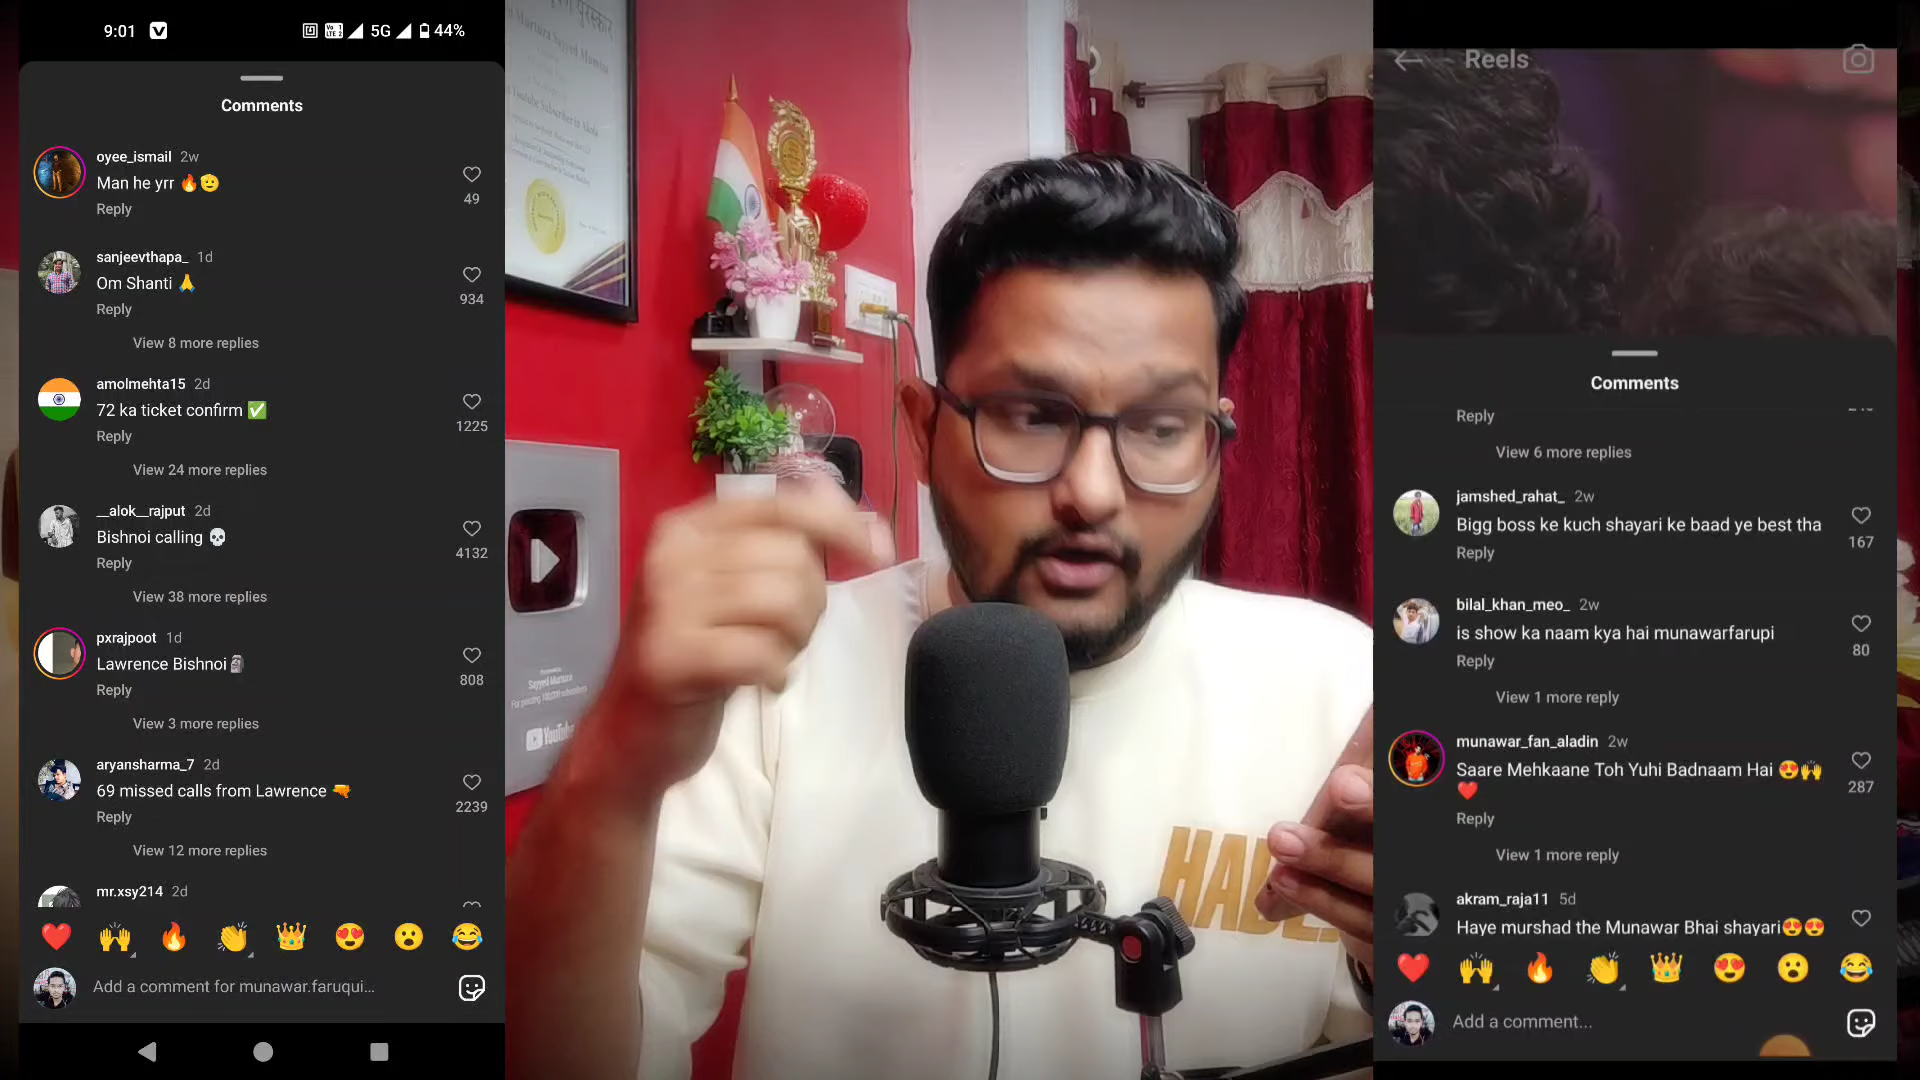 9:01
5G 44%
Comments
oyee_ismail 2w
Man he yrr 🔥🫡
49
Reply
sanjeevthapa_ 1d
Om Shanti 🙏
934
Reply
View 8 more replies
amolmehta15 2d
72 ka ticket confirm ✅
1225
Reply
View 24 more replies
__alok__rajput 2d
Bishnoi calling 💀
4132
Reply
View 38 more replies
pxrajpoot 1d
Lawrence Bishnoi🗿
808
Reply
View 3 more replies
aryansharma_7 2d
69 missed calls from Lawrence 🔫
2239
Reply
View 12 more replies
mr.xsy214 2d
❤️ 🙌 🔥 👏 👑 😍 😮 😂
Add a comment for munawar.faruqui...
Sayyed Murtuza
YouTube
Reels
Comments
Reply
View 6 more replies
jamshed_rahat_ 2w
Bigg boss ke kuch shayari ke baad ye best tha
167
Reply
bilal_khan_meo_ 2w
is show ka naam kya hai munawarfarupi
80
Reply
View 1 more reply
munawar_fan_aladin 2w
Saare Mehkaane Toh Yuhi Badnaam Hai 😍🙌
❤️
287
Reply
View 1 more reply
akram_raja11 5d
Haye murshad the Munawar Bhai shayari😍😍
❤️ 🙌 🔥 👏 👑 😍 😮 😂
Add a comment...